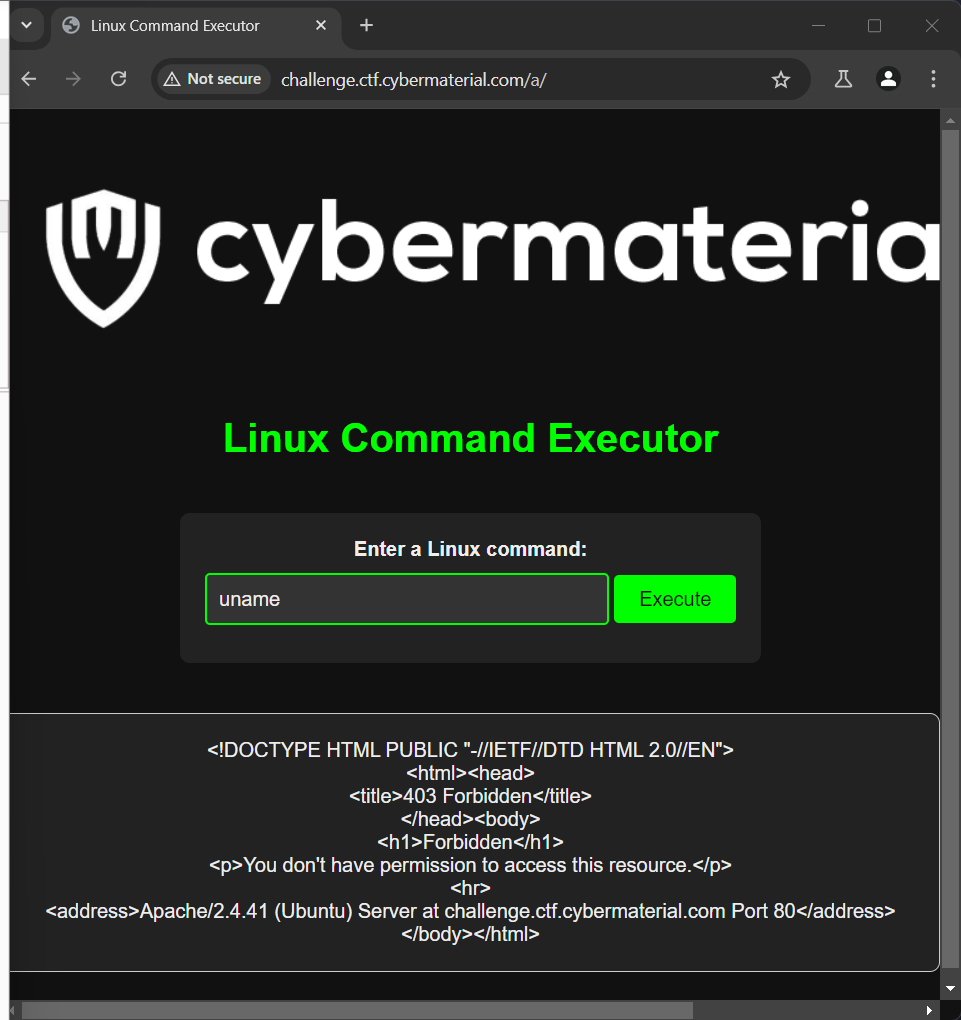 Linux Command Executor
Not secure
challenge.ctf.cybermaterial.com/a/
cybermateria
Linux Command Executor
Enter a Linux command:
uname
Execute
<!DOCTYPE HTML PUBLIC "-//IETF//DTD HTML 2.0//EN">
<html><head>
<title>403 Forbidden</title>
</head><body>
<h1>Forbidden</h1>
<p>You don't have permission to access this resource.</p>
<hr>
<address>Apache/2.4.41 (Ubuntu) Server at challenge.ctf.cybermaterial.com Port 80</address>
</body></html>